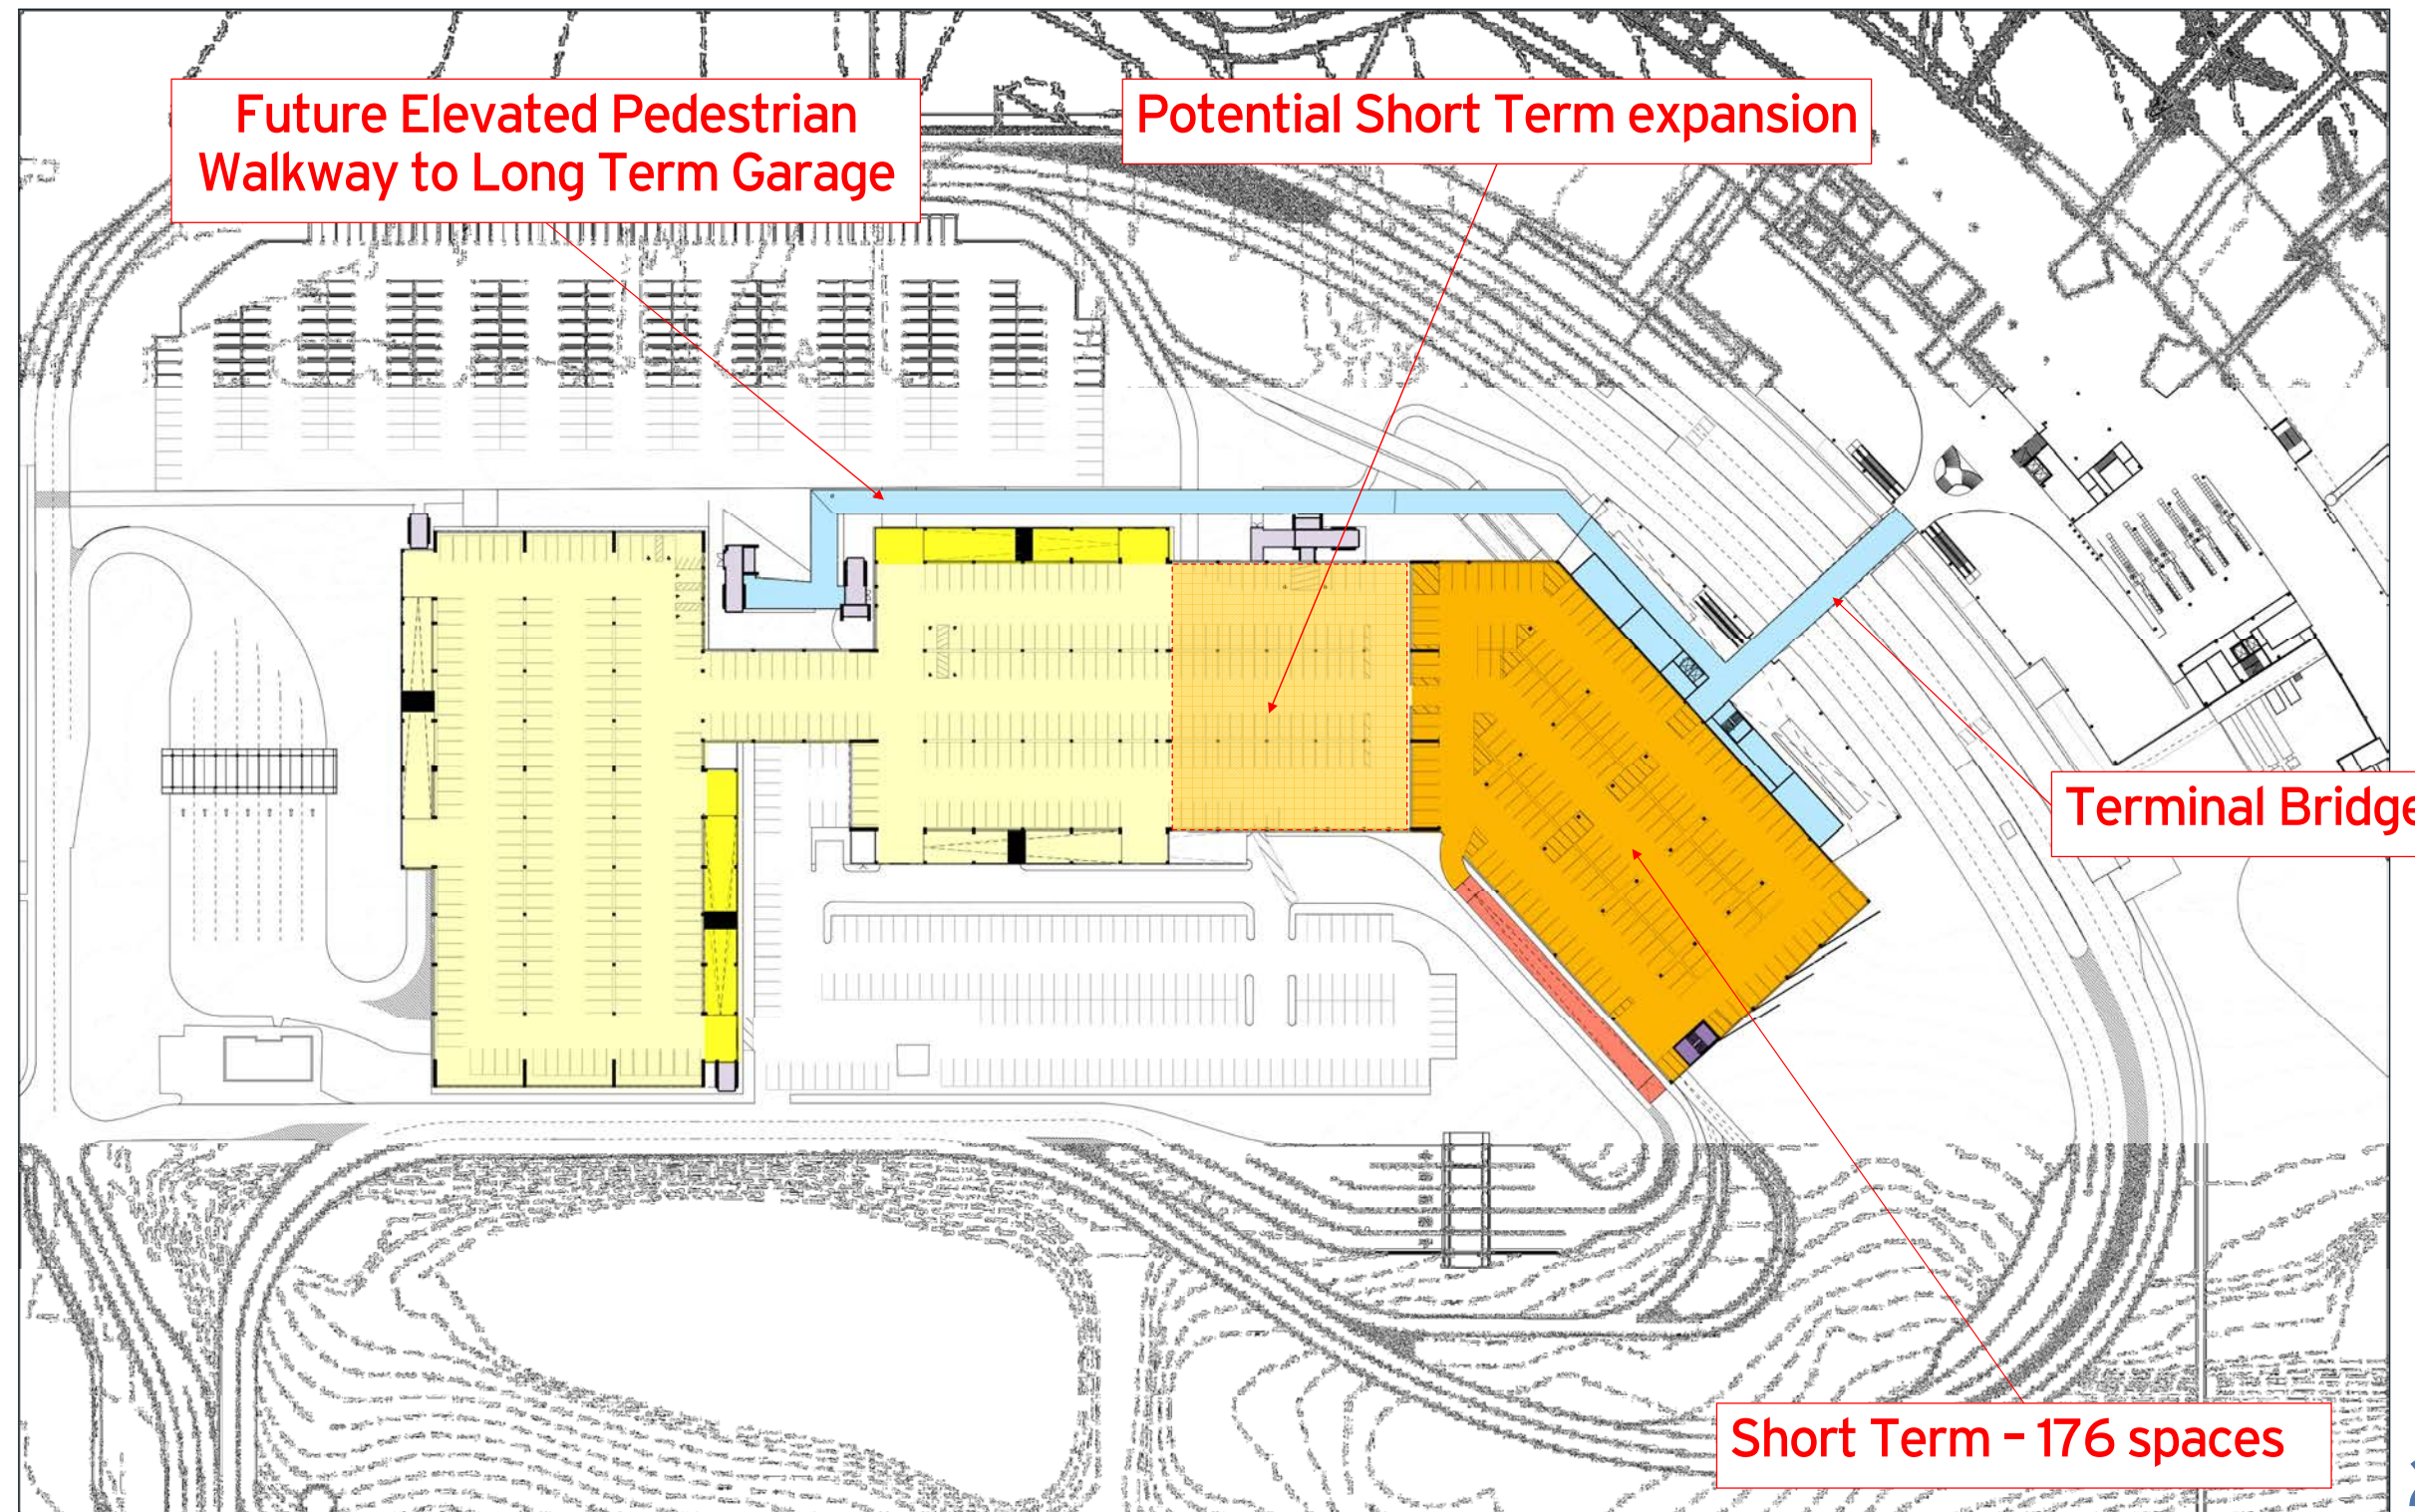 Future Elevated Pedestrian
Walkway to Long Term Garage
Potential Short Term expansion
Terminal Bridge
Short Term – 176 spaces